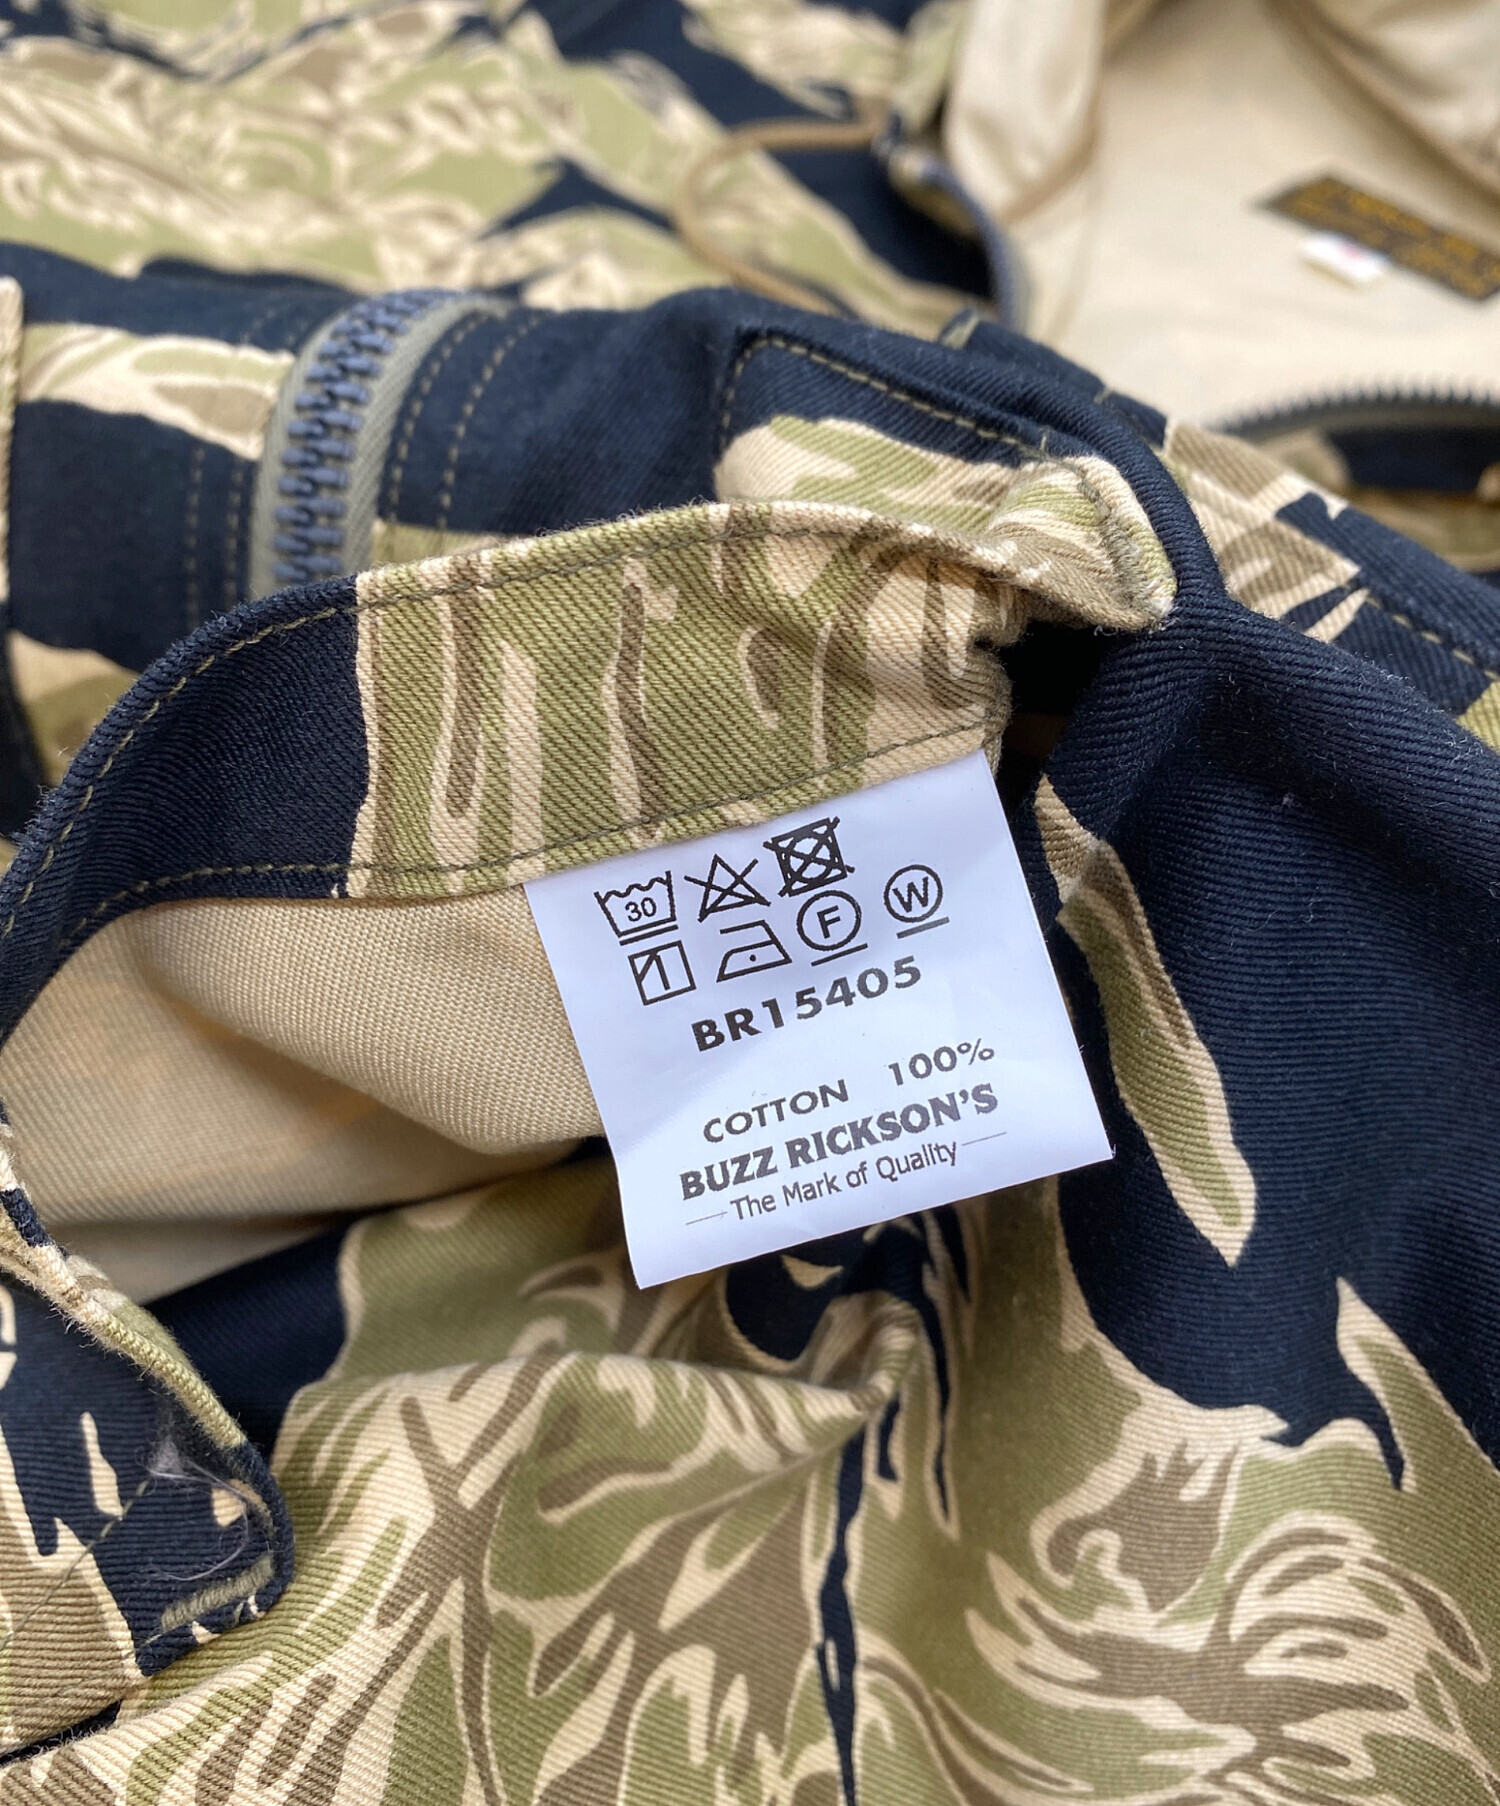 30
F
W
BR15405
COTTON 100%
BUZZ RICKSON'S
The Mark of Quality